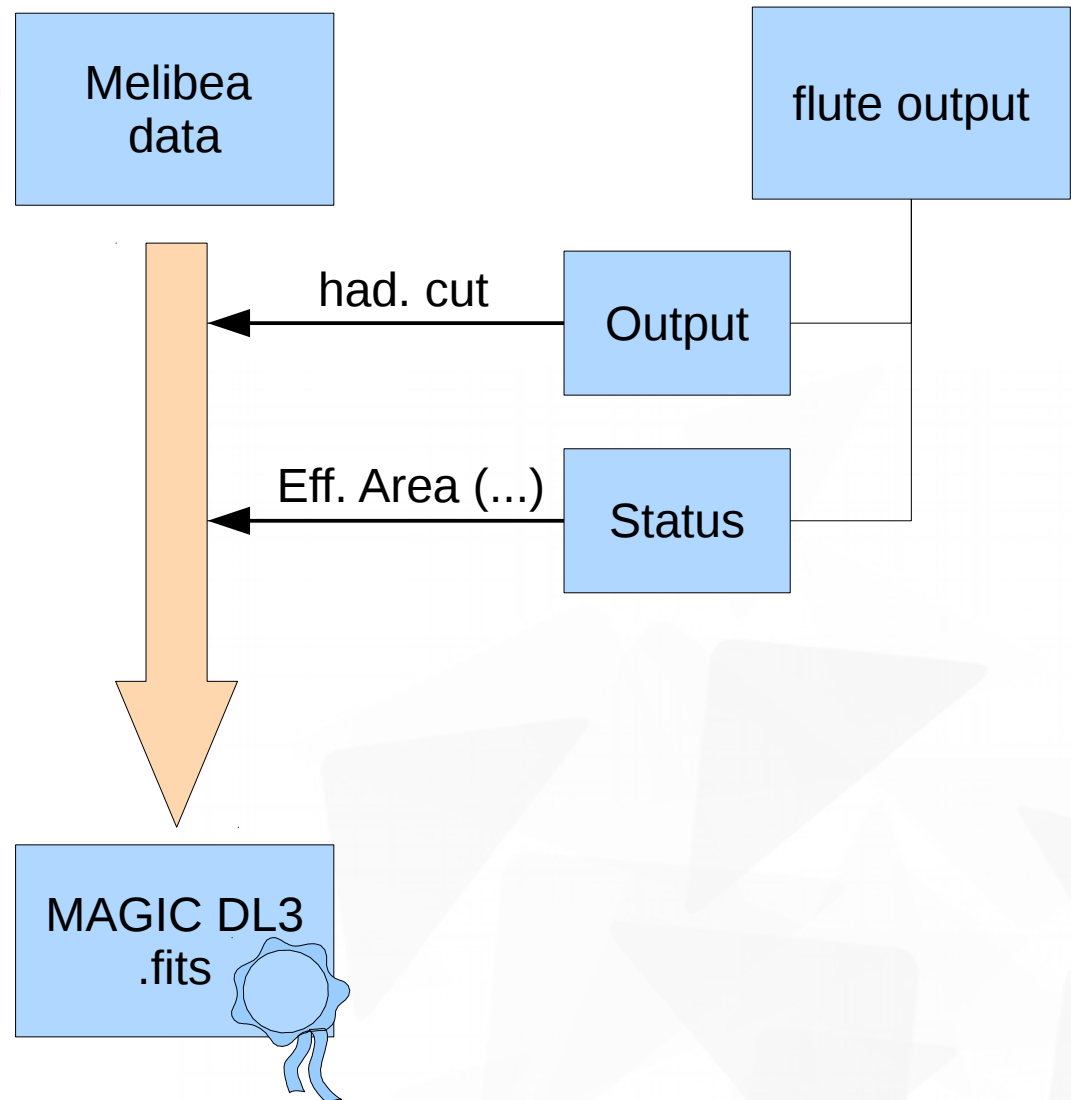 Melibea
data
flute output
had. cut
Output
Eff. Area (...)
Status
MAGIC DL3
.fits